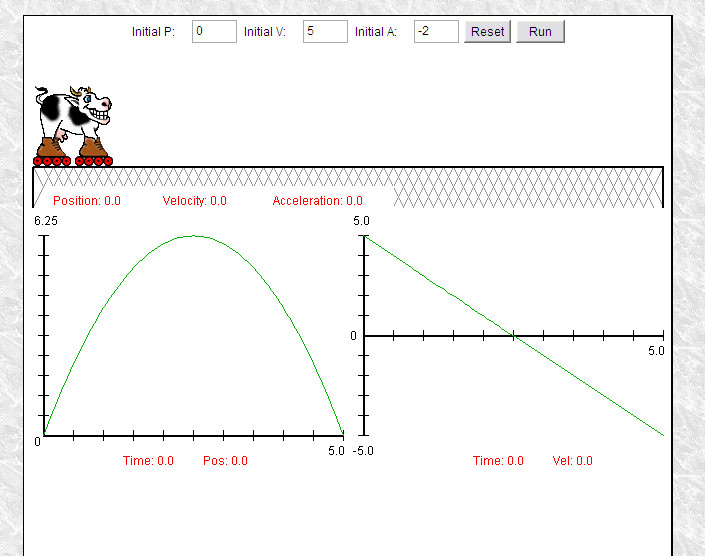 Initial P: 0 Initial V: 5 Initial A: -2 Reset Run
Position: 0.0 Velocity: 0.0 Acceleration: 0.0
6.25 5.0
0
5.0
0 5.0 -5.0
Time: 0.0 Pos: 0.0 Time: 0.0 Vel: 0.0